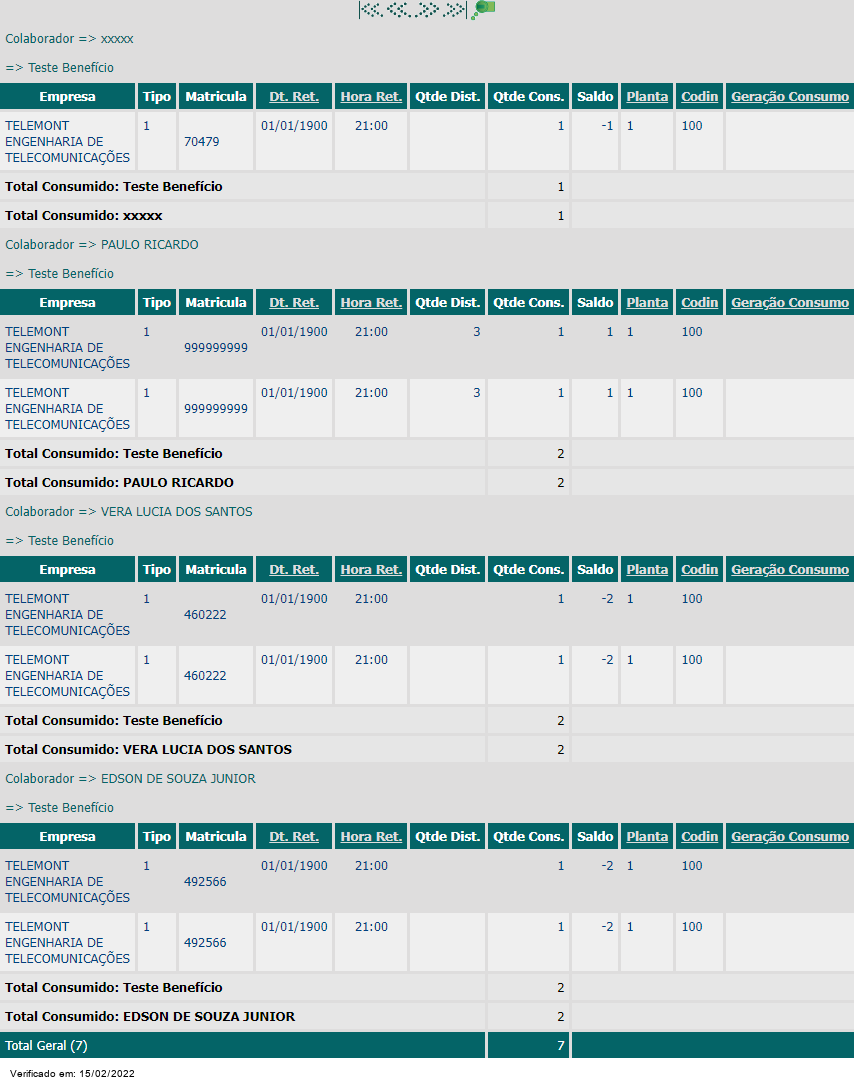 Colaborador => xxxxx
=> Teste Benefício
Empresa Tipo Matricula Dt. Ret. Hora Ret. Qtde Dist. Qtde Cons. Saldo Planta Codin Geração Consumo
TELEMONT 1 01/01/1900 21:00 1 -1 1 100
ENGENHARIA DE 70479
TELECOMUNICAÇÕES
Total Consumido: Teste Benefício 1
Total Consumido: xxxxx 1
Colaborador => PAULO RICARDO
=> Teste Benefício
Empresa Tipo Matricula Dt. Ret. Hora Ret. Qtde Dist. Qtde Cons. Saldo Planta Codin Geração Consumo
TELEMONT 1 01/01/1900 21:00 3 1 1 1 100
ENGENHARIA DE 999999999
TELECOMUNICAÇÕES
TELEMONT 1 01/01/1900 21:00 3 1 1 1 100
ENGENHARIA DE 999999999
TELECOMUNICAÇÕES
Total Consumido: Teste Benefício 2
Total Consumido: PAULO RICARDO 2
Colaborador => VERA LUCIA DOS SANTOS
=> Teste Benefício
Empresa Tipo Matricula Dt. Ret. Hora Ret. Qtde Dist. Qtde Cons. Saldo Planta Codin Geração Consumo
TELEMONT 1 01/01/1900 21:00 1 -2 1 100
ENGENHARIA DE 460222
TELECOMUNICAÇÕES
TELEMONT 1 01/01/1900 21:00 1 -2 1 100
ENGENHARIA DE 460222
TELECOMUNICAÇÕES
Total Consumido: Teste Benefício 2
Total Consumido: VERA LUCIA DOS SANTOS 2
Colaborador => EDSON DE SOUZA JUNIOR
=> Teste Benefício
Empresa Tipo Matricula Dt. Ret. Hora Ret. Qtde Dist. Qtde Cons. Saldo Planta Codin Geração Consumo
TELEMONT 1 01/01/1900 21:00 1 -2 1 100
ENGENHARIA DE 492566
TELECOMUNICAÇÕES
TELEMONT 1 01/01/1900 21:00 1 -2 1 100
ENGENHARIA DE 492566
TELECOMUNICAÇÕES
Total Consumido: Teste Benefício 2
Total Consumido: EDSON DE SOUZA JUNIOR 2
Total Geral (7) 7
Verificado em: 15/02/2022